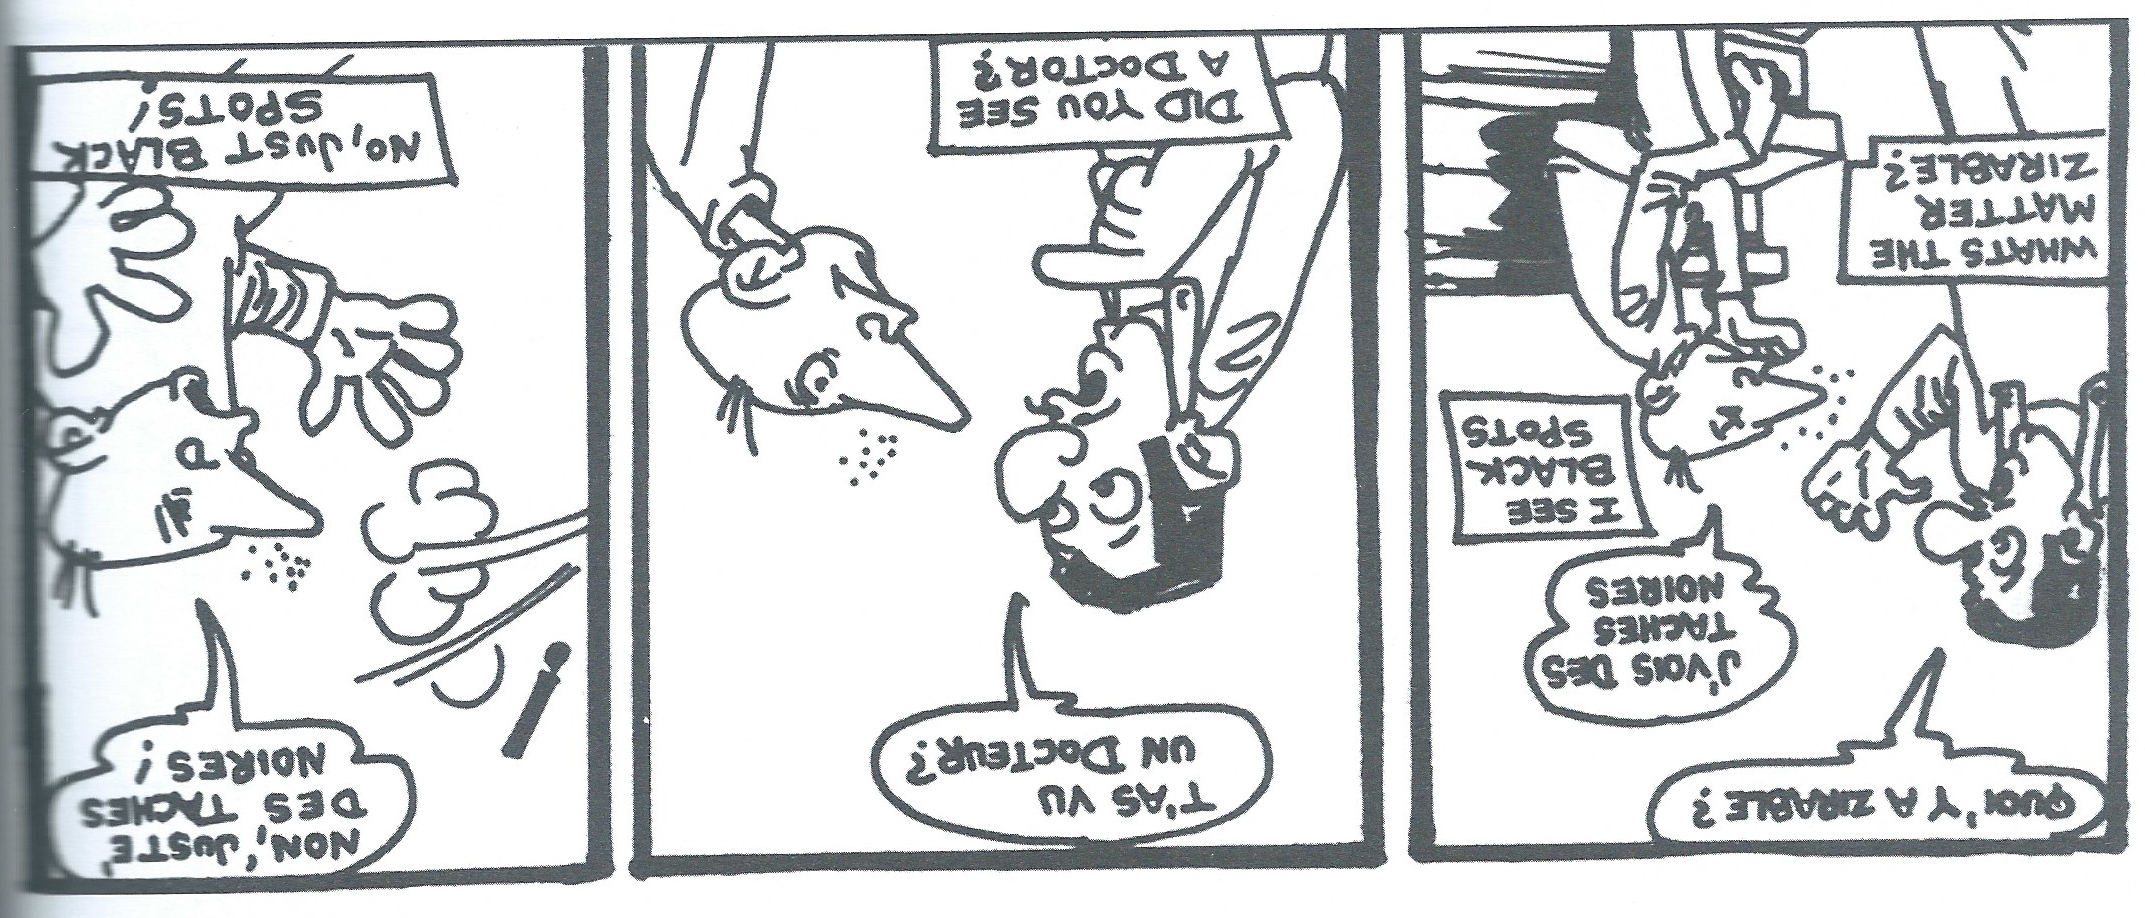 QUOI' Y A ZIRABLE?
J'VOIS DES
TACHES
NOIRES
I SEE
BLACK
SPOTS
WHATS THE
MATTER
ZIRABLE?
T'AS VU
UN DOCTEUR?
DID YOU SEE
A DOCTOR?
NON, 'JUSTE'
DES TACHES
NOIRES!
NO, JUST BLACK
SPOTS!